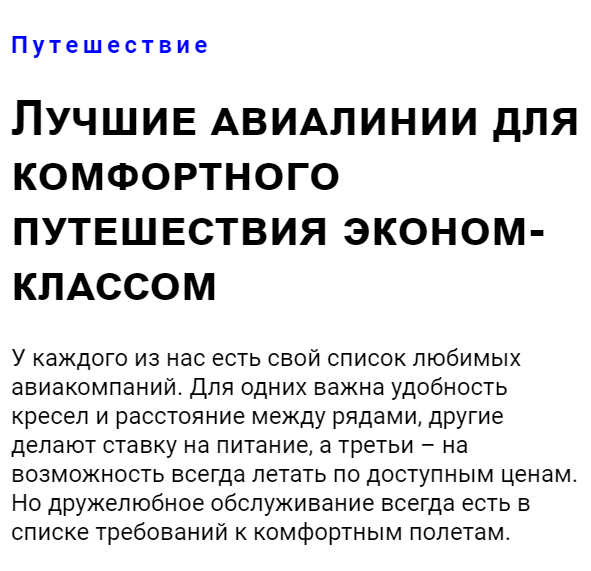 Путешествие
Лучшие авиалинии для
комфортного
путешествия эконом-
классом
У каждого из нас есть свой список любимых
авиакомпаний. Для одних важна удобность
кресел и расстояние между рядами, другие
делают ставку на питание, а третьи – на
возможность всегда летать по доступным ценам.
Но дружелюбное обслуживание всегда есть в
списке требований к комфортным полетам.